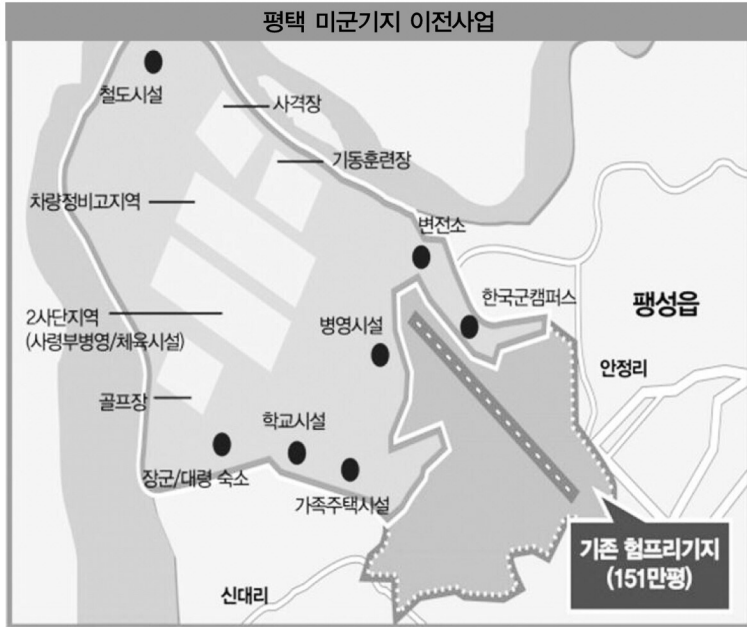 평택 미군기지 이전사업
철도시설
사격장
기동훈련장
차량정비고지역
변전소
한국군캠퍼스
팽성읍
2사단지역
(사령부병영/체육시설)
병영시설
안정리
골프장
학교시설
장군/대령 숙소
가족주택시설
기존 험프리기지
(151만평)
신대리